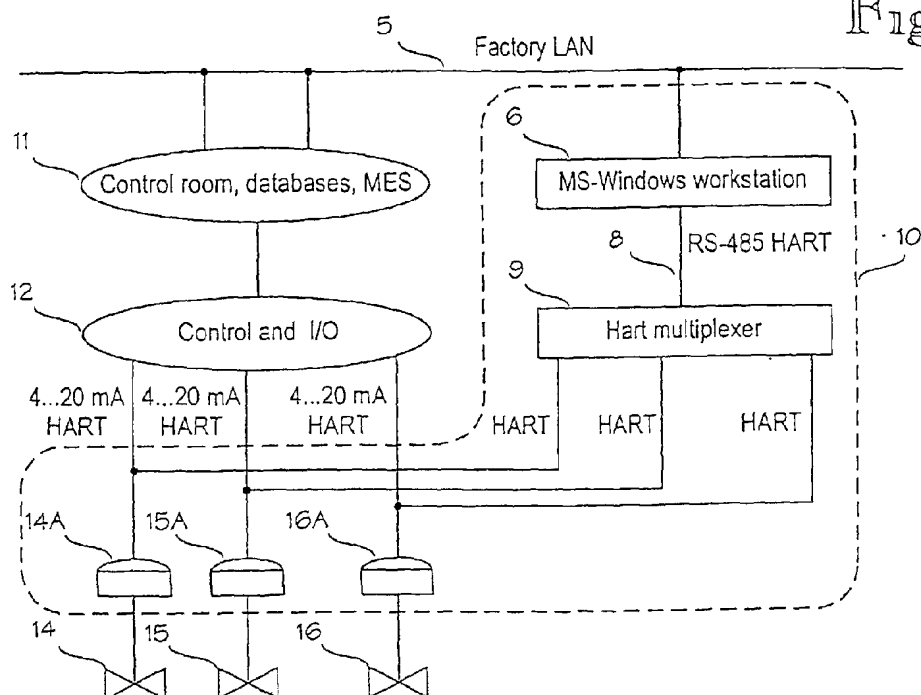 Fig
5
Factory LAN
6
11
Control room, databases, MES
MS-Windows workstation
RS-485 HART
8
10
9
12
Control and I/O
Hart multiplexer
4...20 mA 4...20 mA 4...20 mA
HART HART HART
HART HART HART
14A
15A
16A
14
15
16